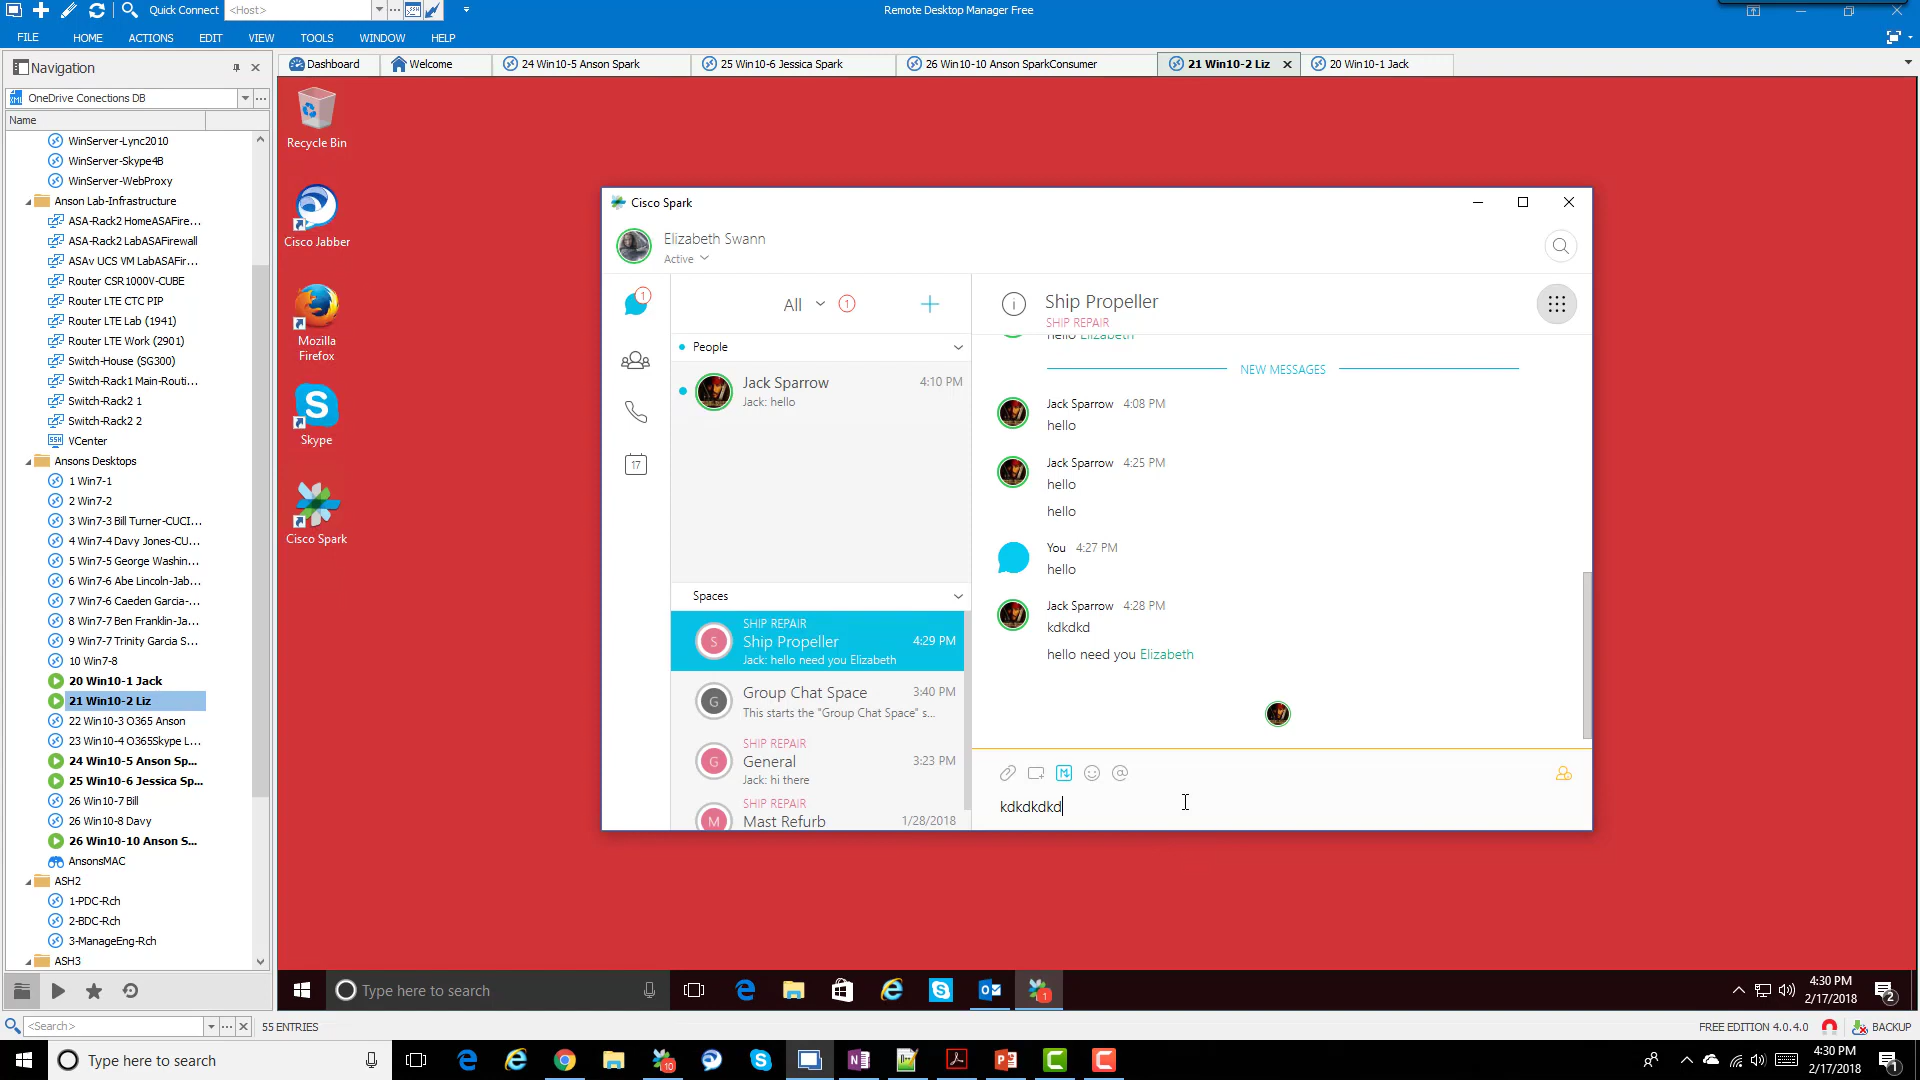 Quick Connect <Host>
Remote Desktop Manager Free
FILE HOME ACTIONS EDIT VIEW TOOLS WINDOW HELP
Navigation
Dashboard
Welcome
24 Win10-5 Anson Spark
25 Win10-6 Jessica Spark
26 Win10-10 Anson SparkConsumer
21 Win10-2 Liz
20 Win10-1 Jack
OneDrive Conections DB
Name
WinServer-Lync2010
WinServer-Skype4B
WinServer-WebProxy
Anson Lab-Infrastructure
ASA-Rack2 HomeASAFire...
ASA-Rack2 LabASAFirewall
ASAv UCS VM LabASAFir...
Router CSR1000V-CUBE
Router LTE CTC PIP
Router LTE Lab (1941)
Router LTE Work (2901)
Switch-House (SG300)
Switch-Rack1 Main-Routi...
Switch-Rack2 1
Switch-Rack2 2
VCenter
Ansons Desktops
1 Win7-1
2 Win7-2
3 Win7-3 Bill Turner-CUCI...
4 Win7-4 Davy Jones-CU...
5 Win7-5 George Washin...
6 Win7-6 Abe Lincoln-Jab...
7 Win7-6 Caeden Garcia-...
8 Win7-6 Ben Franklin-Ja...
9 Win7-7 Trinity Garcia S...
10 Win7-8
20 Win10-1 Jack
21 Win10-2 Liz
22 Win10-3 O365 Anson
23 Win10-4 O365Skype L...
24 Win10-5 Anson Sp...
25 Win10-6 Jessica Sp...
26 Win10-7 Bill
26 Win10-8 Davy
26 Win10-10 Anson S...
AnsonsMAC
ASH2
1-PDC-Rch
2-BDC-Rch
3-ManageEng-Rch
ASH3
<Search>
55 ENTRIES
Recycle Bin
Cisco Jabber
Mozilla
Firefox
Skype
Cisco Spark
Cisco Spark
Elizabeth Swann
Active
1
17
All 1
People
Jack Sparrow 4:10 PM
Jack: hello
Spaces
SHIP REPAIR
S Ship Propeller 4:29 PM
Jack: hello need you Elizabeth
G Group Chat Space 3:40 PM
This starts the "Group Chat Space" s...
SHIP REPAIR
G General 3:23 PM
Jack: hi there
SHIP REPAIR
M Mast Refurb 1/28/2018
Ship Propeller
SHIP REPAIR
hello Elizabeth
NEW MESSAGES
Jack Sparrow 4:08 PM
hello
Jack Sparrow 4:25 PM
hello
hello
You 4:27 PM
hello
Jack Sparrow 4:28 PM
kdkdkd
hello need you Elizabeth
kdkdkdkd
Type here to search
1
4:30 PM
2/17/2018
2
FREE EDITION 4.0.4.0
BACKUP
Type here to search
10
4:30 PM
2/17/2018
1